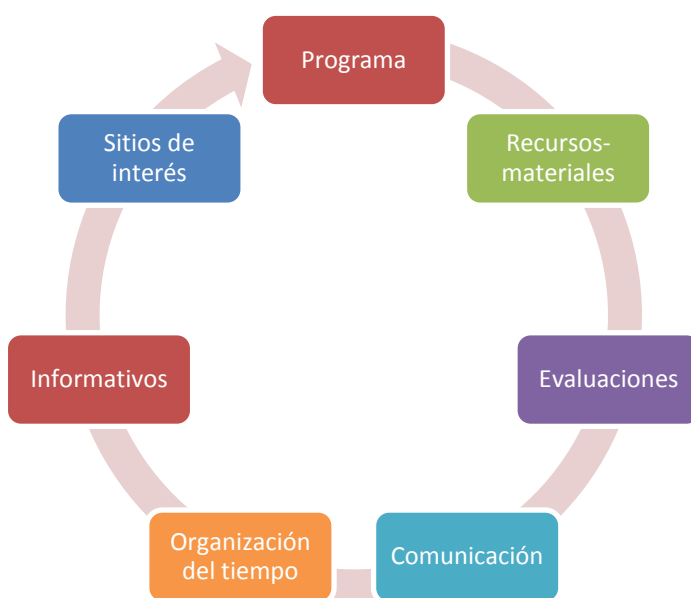 Programa
Recursos-
materiales
Evaluaciones
Comunicación
Organización
del tiempo
Informativos
Sitios de
interés